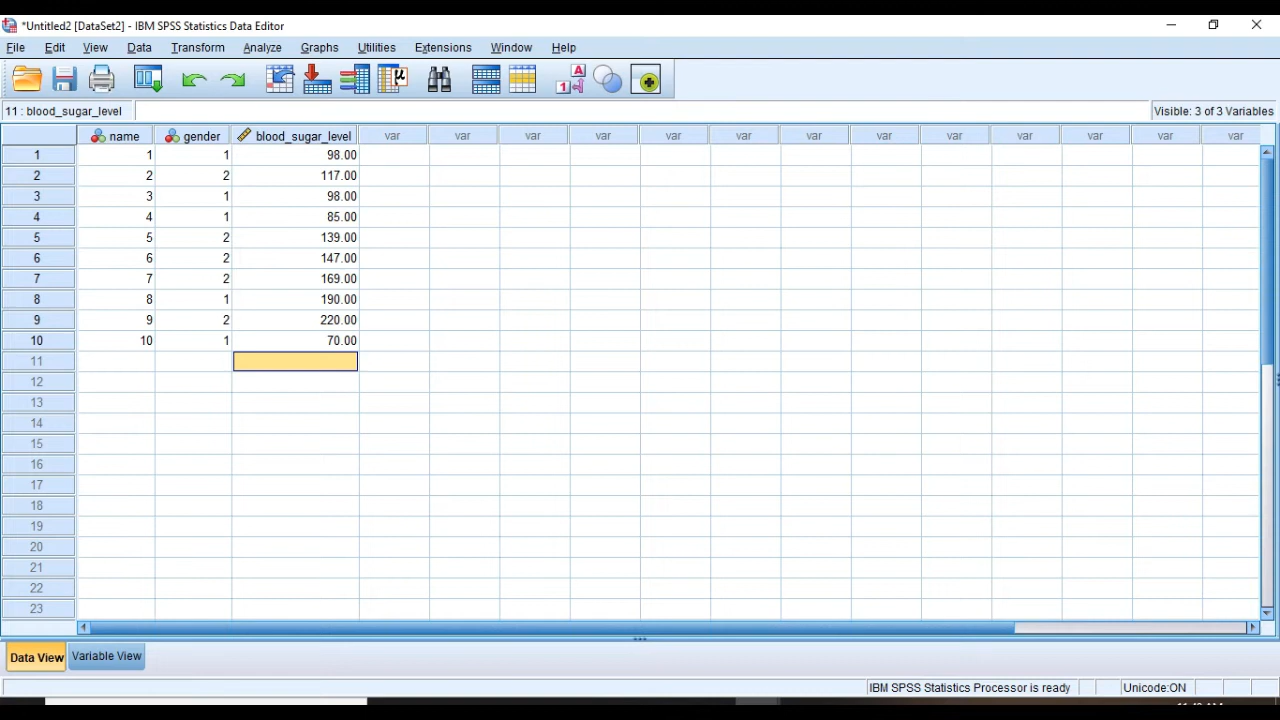 *Untitled2 [DataSet2] - IBM SPSS Statistics Data Editor
File Edit View Data Transform Analyze Graphs Utilities Extensions Window Help
11 : blood_sugar_level Visible: 3 of 3 Variables
name gender blood_sugar_level var var var var var var var var var var var var var
1 1 1 98.00
2 2 2 117.00
3 3 1 98.00
4 4 1 85.00
5 5 2 139.00
6 6 2 147.00
7 7 2 169.00
8 8 1 190.00
9 9 2 220.00
10 10 1 70.00
11
12
13
14
15
16
17
18
19
20
21
22
23
Data View Variable View
IBM SPSS Statistics Processor is ready Unicode:ON